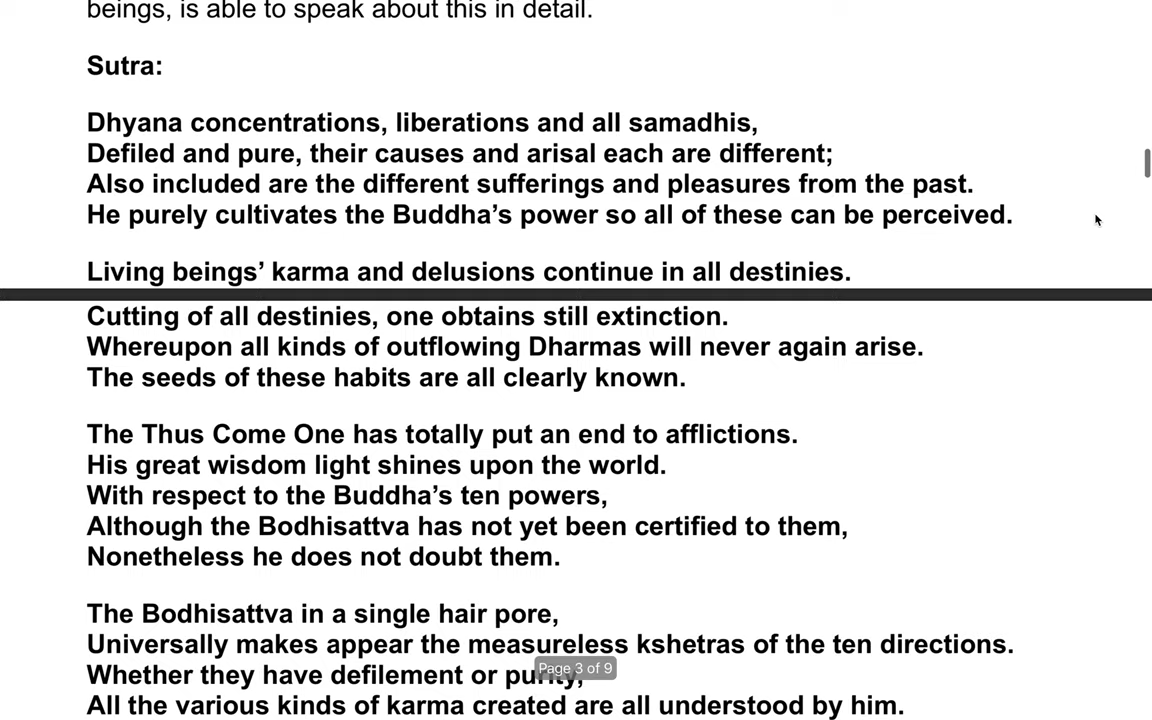 beings, is able to speak about this in detail.
Sutra:
Dhyana concentrations, liberations and all samadhis,
Defiled and pure, their causes and arisal each are different;
Also included are the different sufferings and pleasures from the past.
He purely cultivates the Buddha’s power so all of these can be perceived.
Living beings’ karma and delusions continue in all destinies.
Cutting of all destinies, one obtains still extinction.
Whereupon all kinds of outflowing Dharmas will never again arise.
The seeds of these habits are all clearly known.
The Thus Come One has totally put an end to afflictions.
His great wisdom light shines upon the world.
With respect to the Buddha’s ten powers,
Although the Bodhisattva has not yet been certified to them,
Nonetheless he does not doubt them.
The Bodhisattva in a single hair pore,
Universally makes appear the measureless kshetras of the ten directions.
Whether they have defilement or purity,
Page 3 of 9
All the various kinds of karma created are all understood by him.